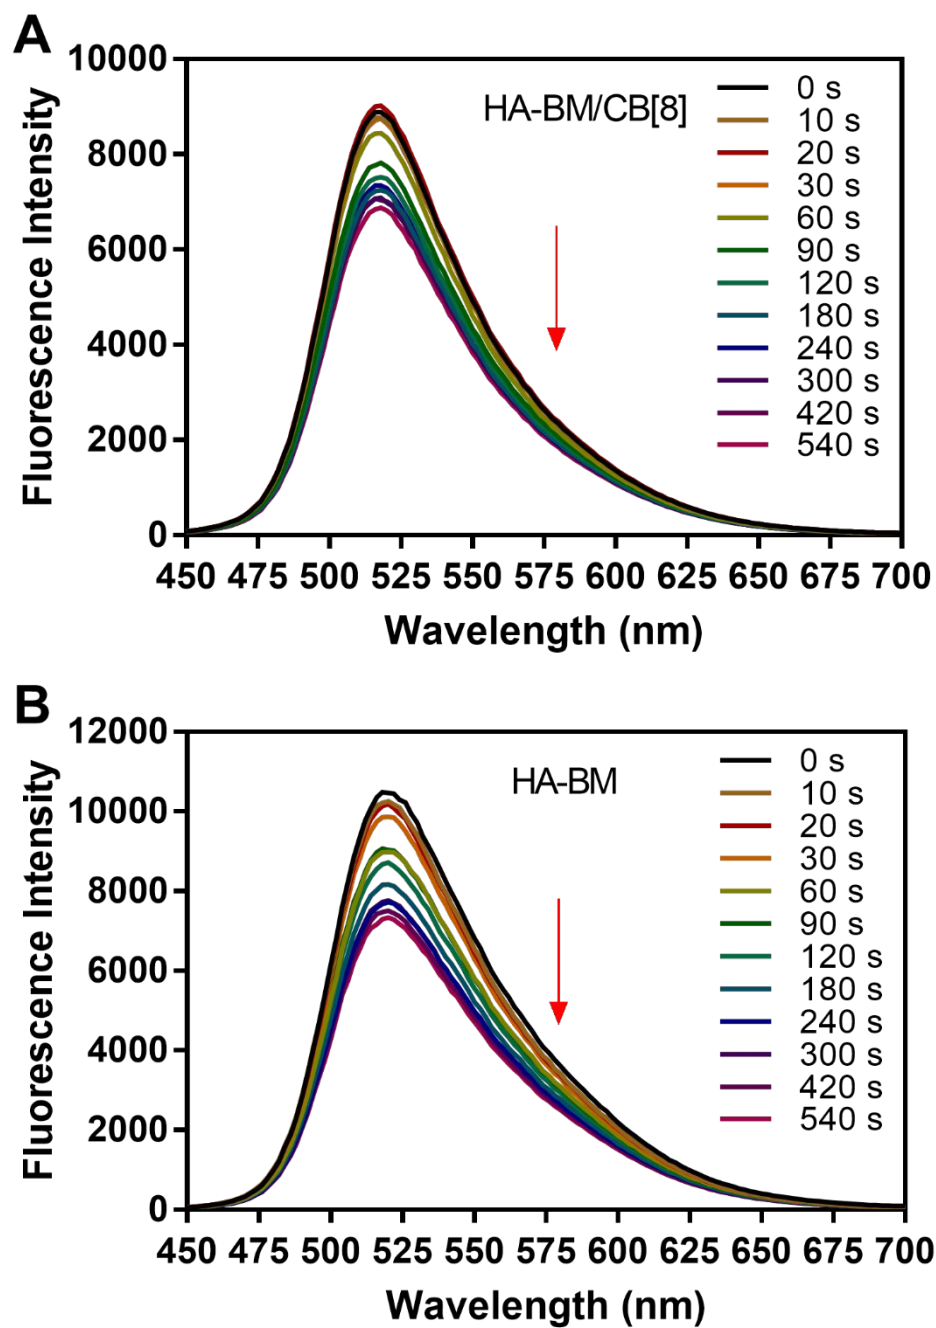 A
10000
8000
6000
4000
2000
0
Fluorescence Intensity
HA-BM/CB[8]
0 s
10 s
20 s
30 s
60 s
90 s
120 s
180 s
240 s
300 s
420 s
540 s
450 475 500 525 550 575 600 625 650 675 700
Wavelength (nm)
B
12000
10000
8000
6000
4000
2000
0
Fluorescence Intensity
HA-BM
0 s
10 s
20 s
30 s
60 s
90 s
120 s
180 s
240 s
300 s
420 s
540 s
450 475 500 525 550 575 600 625 650 675 700
Wavelength (nm)